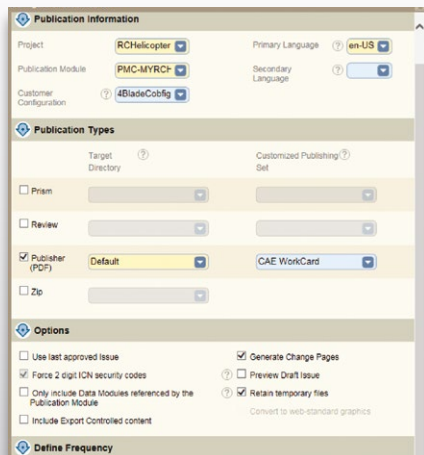 Publication Information
Project RCHelicopter Primary Language ? en-US
Publication Module PMC-MYRCH Secondary Language ?
Customer Configuration ? 4BladeCobfig
Publication Types
Target Directory ? Customized Publishing Set ?
Prism
Review
Publisher (PDF) Default CAE WorkCard
Zip
Options
Use last approved Issue Generate Change Pages
Force 2 digit ICN security codes ? Preview Draft Issue
Only include Data Modules referenced by the Publication Module ? Retain temporary files
Convert to web-standard graphics
Include Export Controlled content
Define Frequency